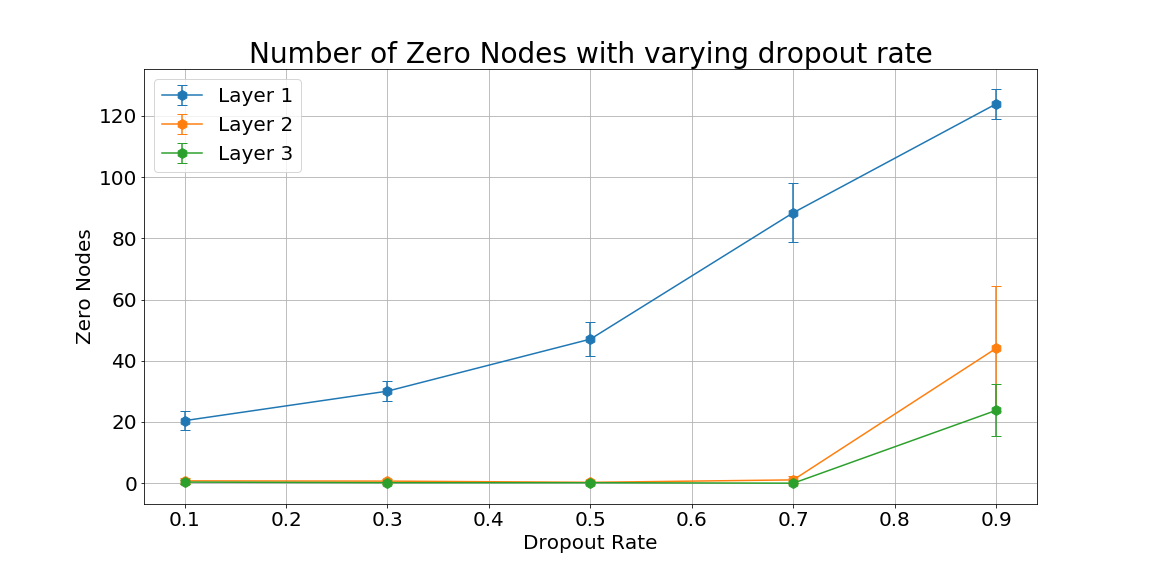 Number of Zero Nodes with varying dropout rate
Layer 1
Layer 2
Layer 3
Zero Nodes
120
100
80
60
40
20
0
0.1 0.2 0.3 0.4 0.5 0.6 0.7 0.8 0.9
Dropout Rate